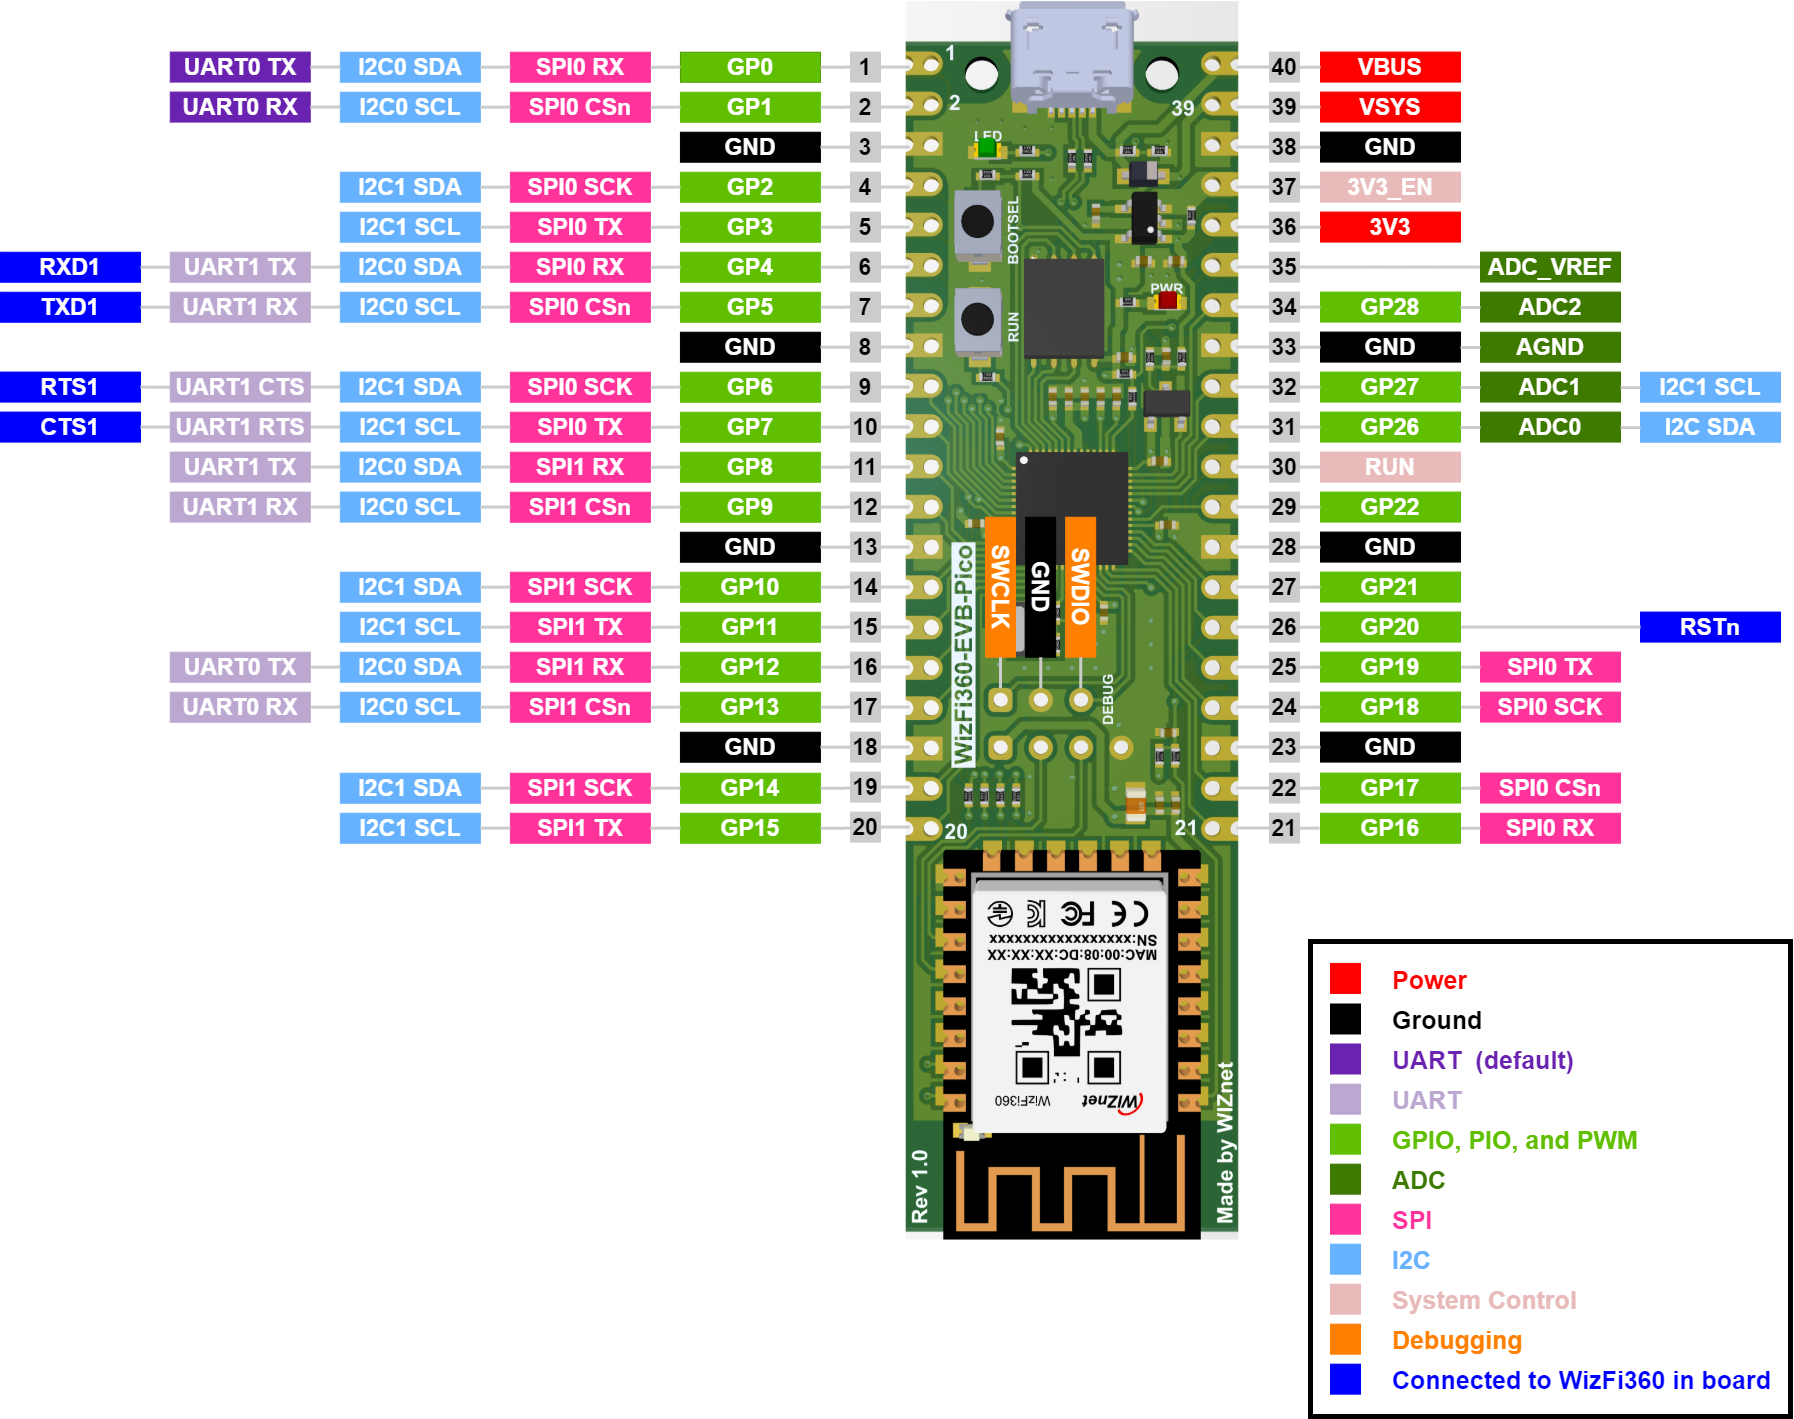 UART0 TX I2C0 SDA SPI0 RX GP0 1 1 40 VBUS
UART0 RX I2C0 SCL SPI0 CSn GP1 2 2 39 39 VSYS
GND 3 LED 38 GND
I2C1 SDA SPI0 SCK GP2 4 37 3V3_EN
I2C1 SCL SPI0 TX GP3 5 BOOTSEL 36 3V3
RXD1 UART1 TX I2C0 SDA SPI0 RX GP4 6 35 ADC_VREF
TXD1 UART1 RX I2C0 SCL SPI0 CSn GP5 7 RUN PWR 34 GP28 ADC2
GND 8 33 GND AGND
RTS1 UART1 CTS I2C1 SDA SPI0 SCK GP6 9 32 GP27 ADC1 I2C1 SCL
CTS1 UART1 RTS I2C1 SCL SPI0 TX GP7 10 31 GP26 ADC0 I2C SDA
UART1 TX I2C0 SDA SPI1 RX GP8 11 30 RUN
UART1 RX I2C0 SCL SPI1 CSn GP9 12 29 GP22
GND 13 28 GND
I2C1 SDA SPI1 SCK GP10 14 27 GP21
I2C1 SCL SPI1 TX GP11 15 26 GP20 RSTn
UART0 TX I2C0 SDA SPI1 RX GP12 16 25 GP19 SPI0 TX
UART0 RX I2C0 SCL SPI1 CSn GP13 17 24 GP18 SPI0 SCK
GND 18 23 GND
I2C1 SDA SPI1 SCK GP14 19 22 GP17 SPI0 CSn
I2C1 SCL SPI1 TX GP15 20 20 21 21 GP16 SPI0 RX
WizFi360-EVB-Pico
SWCLK
GND
SWDIO
DEBUG
CE FC
SN:xxxxxxxxxxxxxxxxxxx
MAC:00:08:DC:XX:XX:XX
WizFi360 WIZnet
Rev 1.0
Made by WIZnet
Power
Ground
UART (default)
UART
GPIO, PIO, and PWM
ADC
SPI
I2C
System Control
Debugging
Connected to WizFi360 in board